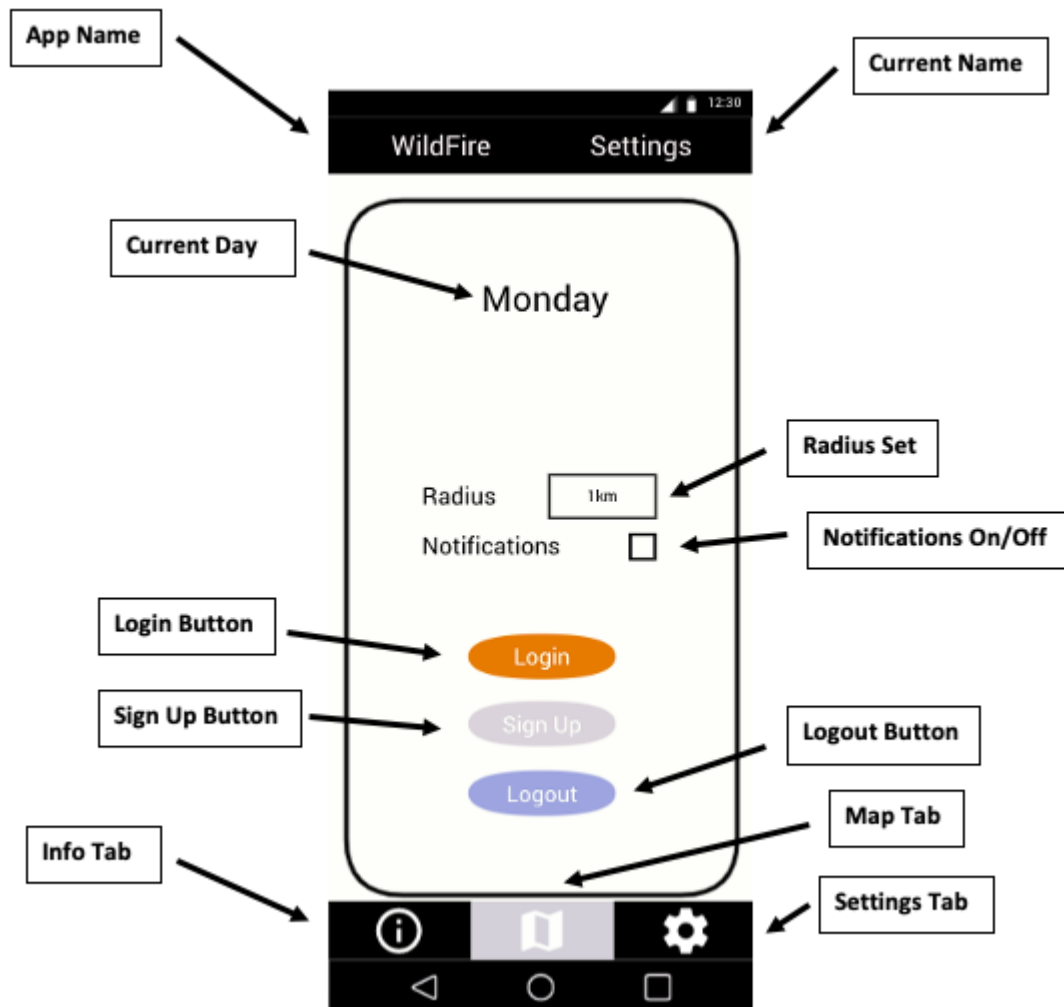 App Name
Current Name
12:30
WildFire Settings
Current Day
Monday
Radius Set
Radius 1km
Notifications On/Off
Notifications
Login Button
Login
Sign Up Button
Sign Up
Logout Button
Logout
Map Tab
Info Tab
Settings Tab